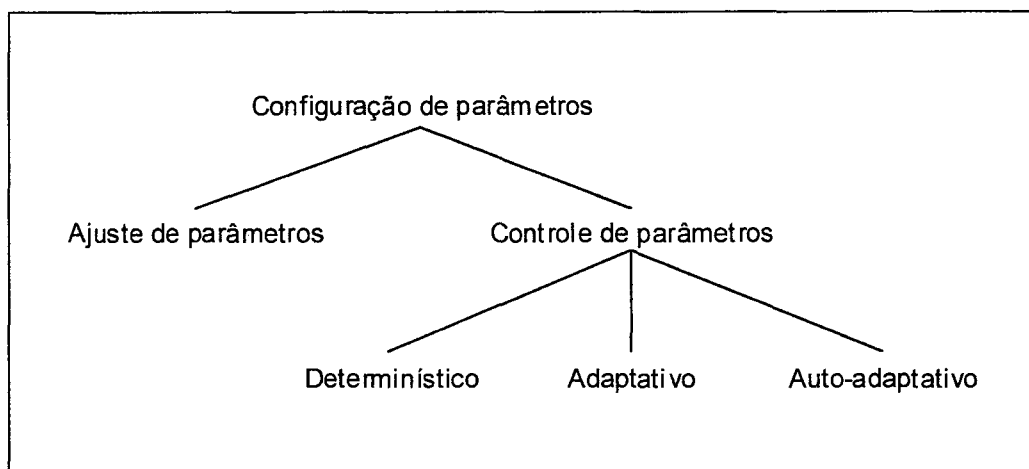 Configuração de parâmetros
Ajuste de parâmetros
Controle de parâmetros
Determinístico
Adaptativo
Auto-adaptativo